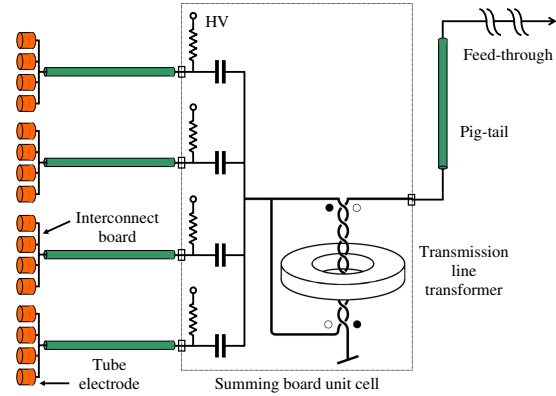 HV
Feed-through
Pig-tail
Interconnect
board
Transmission
line
transformer
Tube
electrode
Summing board unit cell